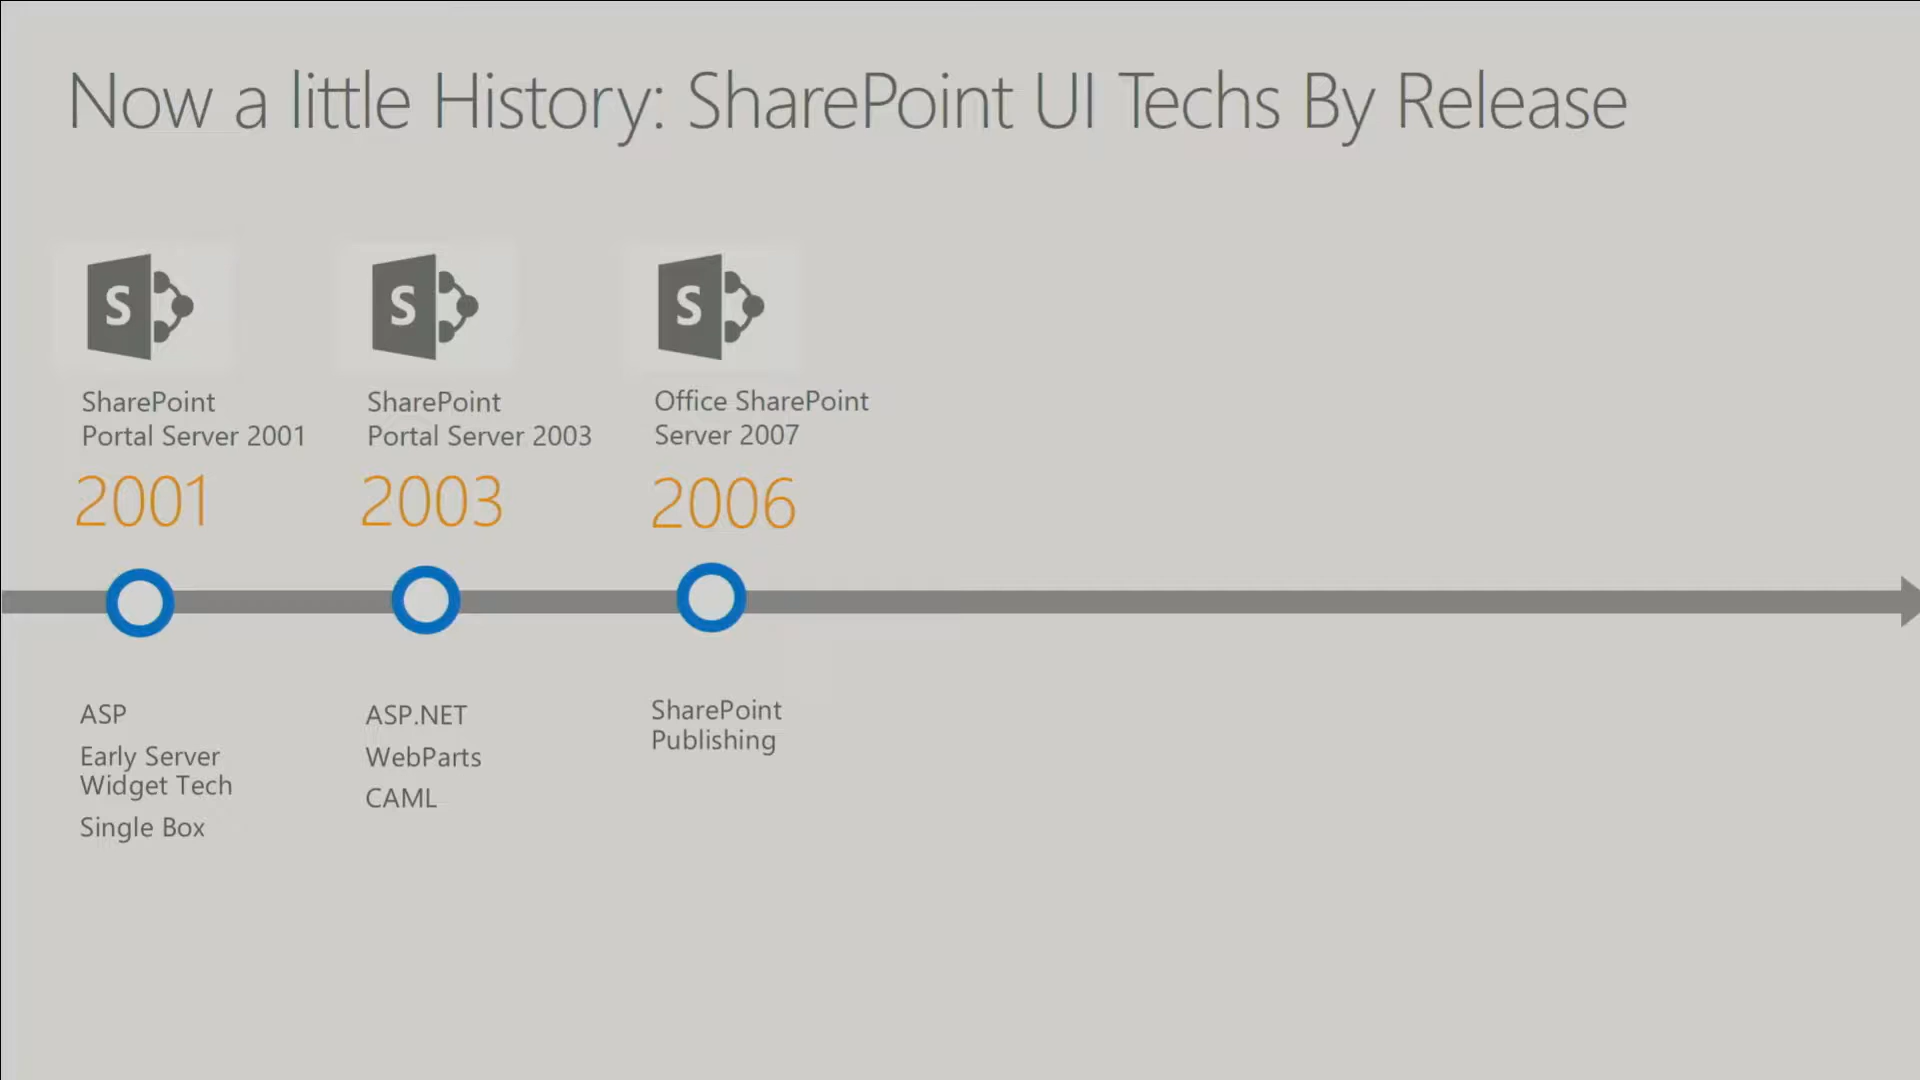 Now a little History: SharePoint UI Techs By Release
S
SharePoint
Portal Server 2001
2001
ASP
Early Server
Widget Tech
Single Box
S
SharePoint
Portal Server 2003
2003
ASP.NET
WebParts
CAML
S
Office SharePoint
Server 2007
2006
SharePoint
Publishing